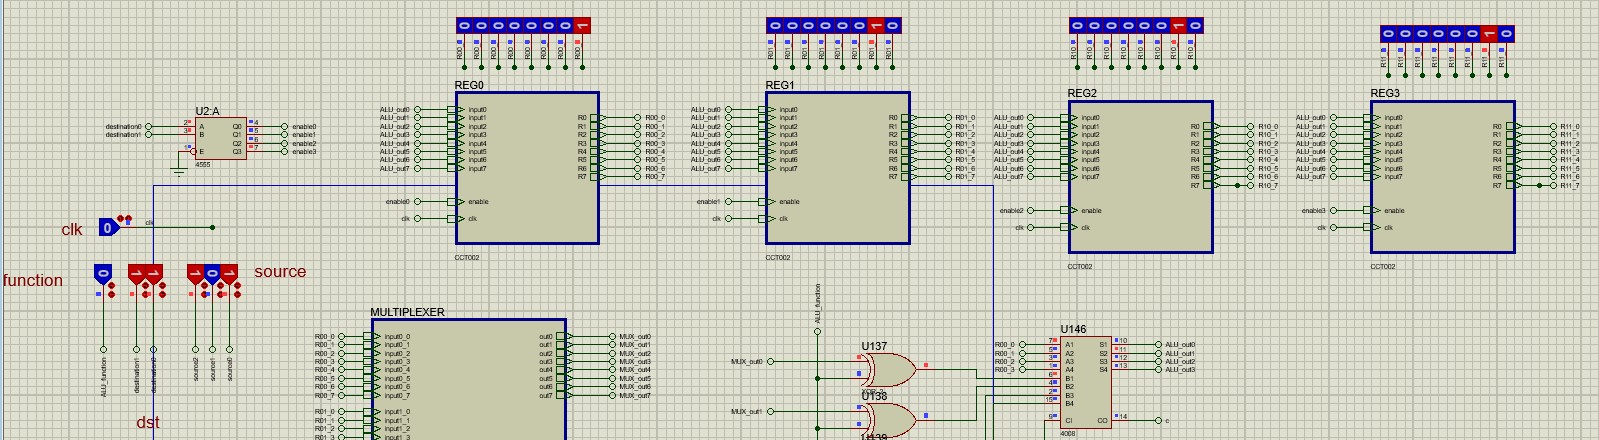 0 0 0 0 0 0 0 1
R00 R00 R00 R00 R00 R00 R00 R00
0 0 0 0 0 0 1 0
R01 R01 R01 R01 R01 R01 R01 R01
0 0 0 0 0 0 1 0
R10 R10 R10 R10 R10 R10 R10 R10
0 0 0 0 0 0 1 0
R11 R11 R11 R11 R11 R11 R11 R11
U2:A
destination0 2 A Q0 4 enable0
destination1 3 B Q1 5 enable1
Q2 6 enable2
1 E Q3 7 enable3
4555
REG0
ALU_out0 input0
ALU_out1 input1 R0 R00_0
ALU_out2 input2 R1 R00_1
ALU_out3 input3 R2 R00_2
ALU_out4 input4 R3 R00_3
ALU_out5 input5 R4 R00_4
ALU_out6 input6 R5 R00_5
ALU_out7 input7 R6 R00_6
R7 R00_7
enable0 enable
clk clk
CCT002
REG1
ALU_out0 input0
ALU_out1 input1 R0 R01_0
ALU_out2 input2 R1 R01_1
ALU_out3 input3 R2 R01_2
ALU_out4 input4 R3 R01_3
ALU_out5 input5 R4 R01_4
ALU_out6 input6 R5 R01_5
ALU_out7 input7 R6 R01_6
R7 R01_7
enable1 enable
clk clk
CCT002
REG2
ALU_out0 input0
ALU_out1 input1 R0 R10_0
ALU_out2 input2 R1 R10_1
ALU_out3 input3 R2 R10_2
ALU_out4 input4 R3 R10_3
ALU_out5 input5 R4 R10_4
ALU_out6 input6 R5 R10_5
ALU_out7 input7 R6 R10_6
R7 R10_7
enable2 enable
clk clk
CCT002
REG3
ALU_out0 input0
ALU_out1 input1 R0 R11_0
ALU_out2 input2 R1 R11_1
ALU_out3 input3 R2 R11_2
ALU_out4 input4 R3 R11_3
ALU_out5 input5 R4 R11_4
ALU_out6 input6 R5 R11_5
ALU_out7 input7 R6 R11_6
R7 R11_7
enable3 enable
clk clk
CCT002
clk 0 clk
function 0 1 1 1 0 1 source
ALU_function destination1 destination0 source2 source1 source0
dst
MULTIPLEXER
R00_0 input0_0 out0 MUX_out0
R00_1 input0_1 out1 MUX_out1
R00_2 input0_2 out2 MUX_out2
R00_3 input0_3 out3 MUX_out3
R00_4 input0_4 out4 MUX_out4
R00_5 input0_5 out5 MUX_out5
R00_6 input0_6 out6 MUX_out6
R00_7 input0_7 out7 MUX_out7
R01_0 input1_0
R01_1 input1_1
R01_2 input1_2
R01_3 input1_3
ALU_function
U137
MUX_out0
U138
MUX_out1
U139
U146
R00_0 7 A1 S1 10 ALU_out0
R00_1 5 A2 S2 11 ALU_out1
R00_2 3 A3 S3 12 ALU_out2
R00_3 1 A4 S4 13 ALU_out3
6 B1
4 B2
2 B3
15 B4
9 CI CO 14 c
4008